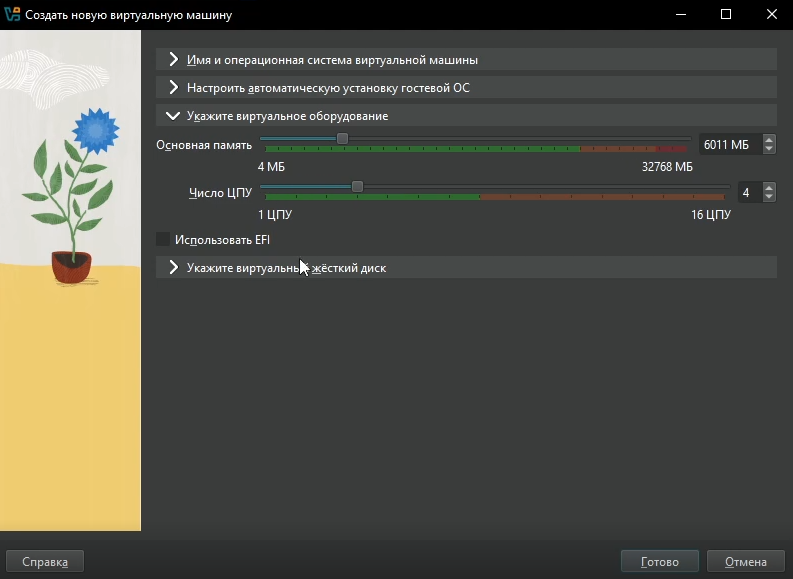 Создать новую виртуальную машину
Имя и операционная система виртуальной машины
Настроить автоматическую установку гостевой ОС
Укажите виртуальное оборудование
Основная память 6011 МБ
4 МБ 32768 МБ
Число ЦПУ 4
1 ЦПУ 16 ЦПУ
Использовать EFI
Укажите виртуальный жёсткий диск
Справка Готово Отмена